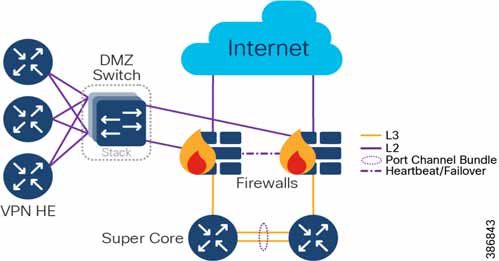 Internet
DMZ
Switch
Stack
VPN HE
Firewalls
Super Core
L3
L2
Port Channel Bundle
Heartbeat/Failover
386843